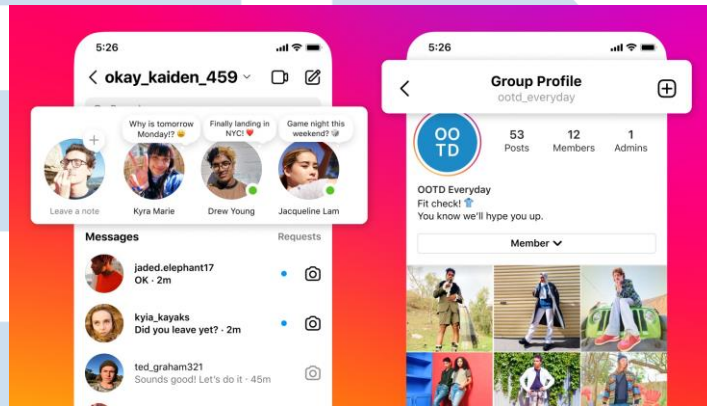 5:26
okay_kaiden_459
Why is tomorrow
Monday!? 😩
Finally landing in
NYC! ❤️
Game night this
weekend? 🎲
Leave a note
Kyra Marie
Drew Young
Jacqueline Lam
Messages
Requests
jaded.elephant17
OK · 2m
kyia_kayaks
Did you leave yet? · 2m
ted_graham321
Sounds good! Let's do it · 45m
5:26
Group Profile
ootd_everyday
OO
TD
53
Posts
12
Members
1
Admins
OOTD Everyday
Fit check! 👕
You know we'll hype you up.
Member